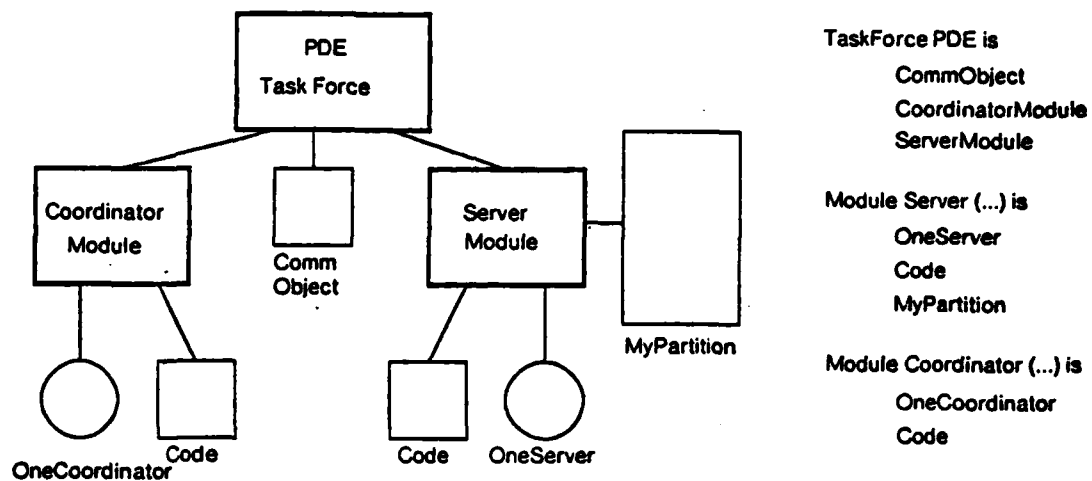 PDE
Task Force
Coordinator
Module
Comm
Object
Server
Module
MyPartition
OneCoordinator
Code
Code
OneServer
TaskForce PDE is
CommObject
CoordinatorModule
ServerModule
Module Server (...) is
OneServer
Code
MyPartition
Module Coordinator (...) is
OneCoordinator
Code